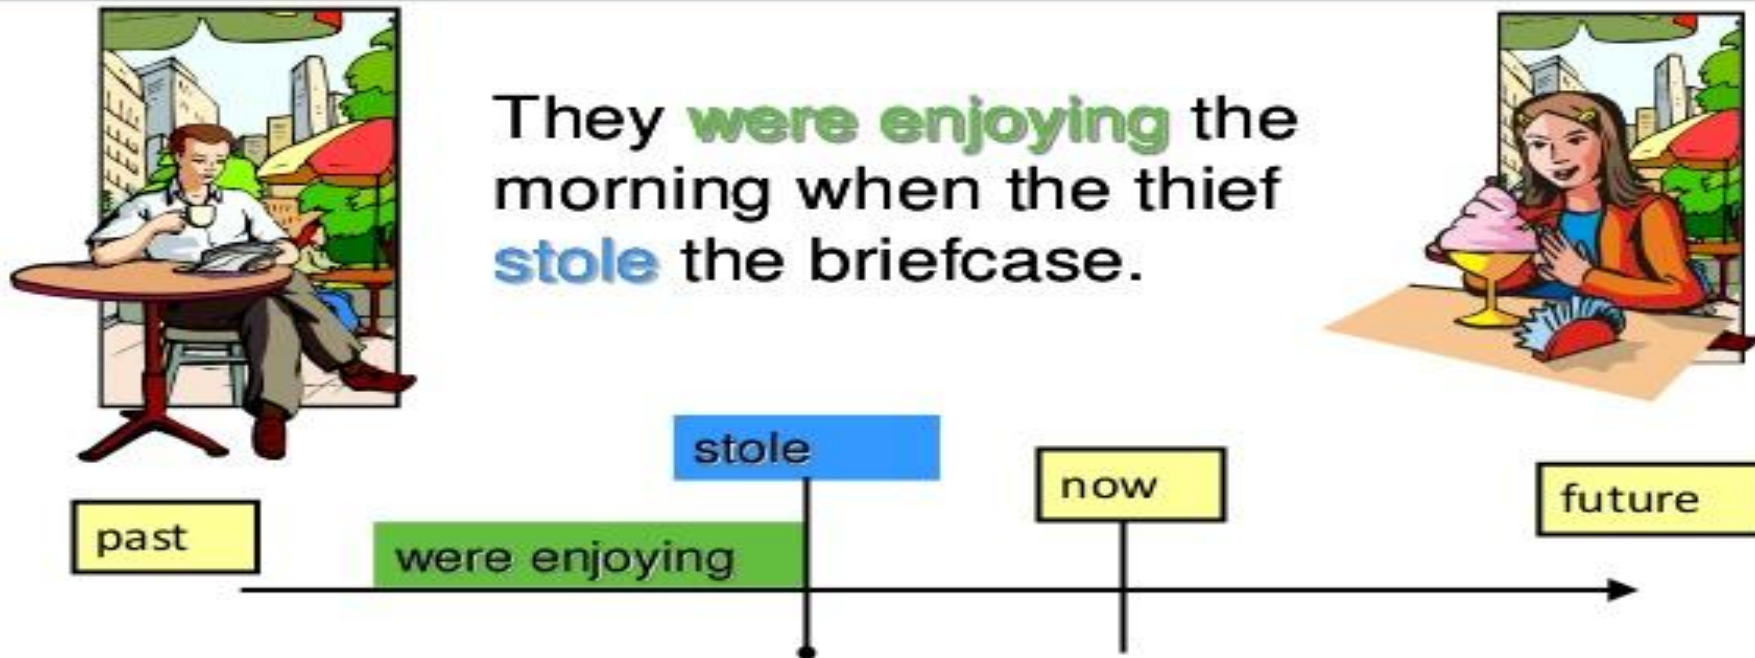 They were enjoying the
morning when the thief
stole the briefcase.
stole
now
future
past
were enjoying